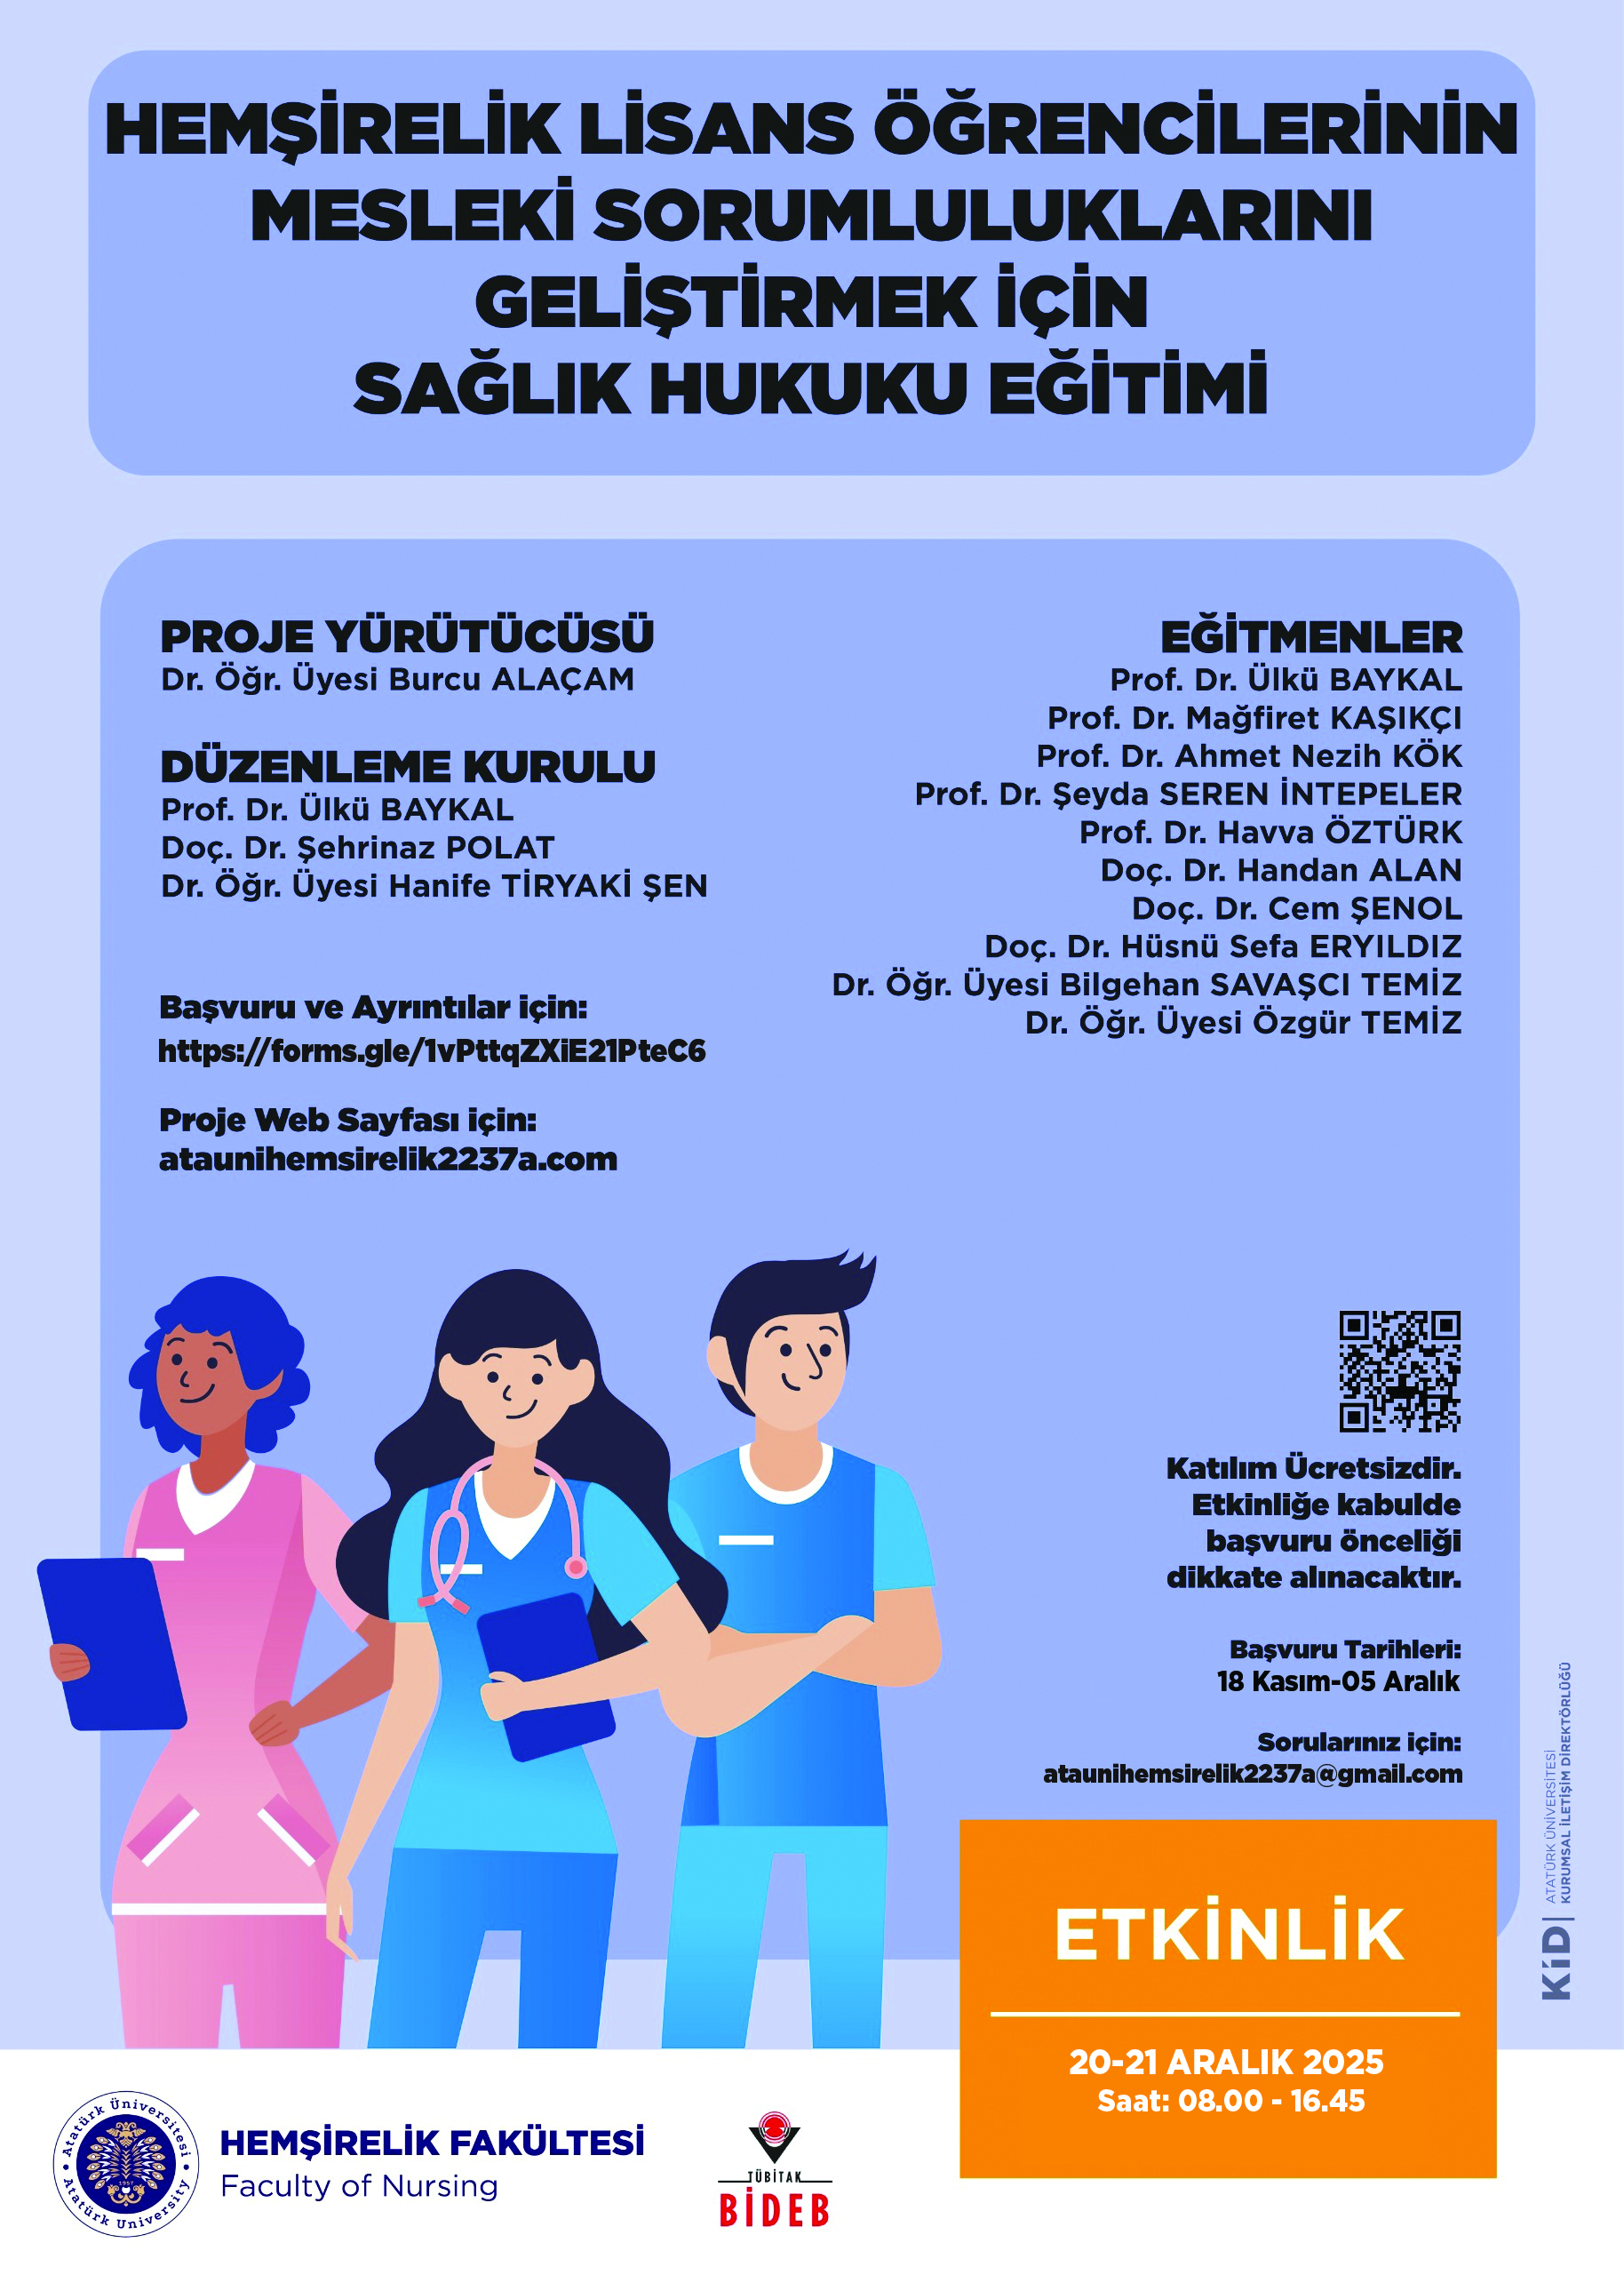 HEMŞİRELİK LİSANS ÖĞRENCİLERİNİN
MESLEKİ SORUMLULUKLARINI
GELİŞTİRMEK İÇİN
SAĞLIK HUKUKU EĞİTİMİ
PROJE YÜRÜTÜCÜSÜ
Dr. Öğr. Üyesi Burcu ALAÇAM
DÜZENLEME KURULU
Prof. Dr. Ülkü BAYKAL
Doç. Dr. Şehrinaz POLAT
Dr. Öğr. Üyesi Hanife TİRYAKİ ŞEN
Başvuru ve Ayrıntılar için:
https://forms.gle/1vPttqZXiE21PteC6
Proje Web Sayfası için:
ataunihemsirelik2237a.com
EĞİTMENLER
Prof. Dr. Ülkü BAYKAL
Prof. Dr. Mağfiret KAŞIKÇI
Prof. Dr. Ahmet Nezih KÖK
Prof. Dr. Şeyda SEREN İNTEPELER
Prof. Dr. Havva ÖZTÜRK
Doç. Dr. Handan ALAN
Doç. Dr. Cem ŞENOL
Doç. Dr. Hüsnü Sefa ERYILDIZ
Dr. Öğr. Üyesi Bilgehan SAVAŞCI TEMİZ
Dr. Öğr. Üyesi Özgür TEMİZ
Katılım Ücretsizdir.
Etkinliğe kabulde
başvuru önceliği
dikkate alınacaktır.
Başvuru Tarihleri:
18 Kasım-05 Aralık
Sorularınız için:
ataunihemsirelik2237a@gmail.com
ETKİNLİK
20-21 ARALIK 2025
Saat: 08.00 - 16.45
KİD
ATATÜRK ÜNİVERSİTESİ
KURUMSAL İLETİŞİM DİREKTÖRLÜĞÜ
Atatürk Üniversitesi
Atatürk University
1957
HEMŞİRELİK FAKÜLTESİ
Faculty of Nursing
TÜBİTAK
BİDEB